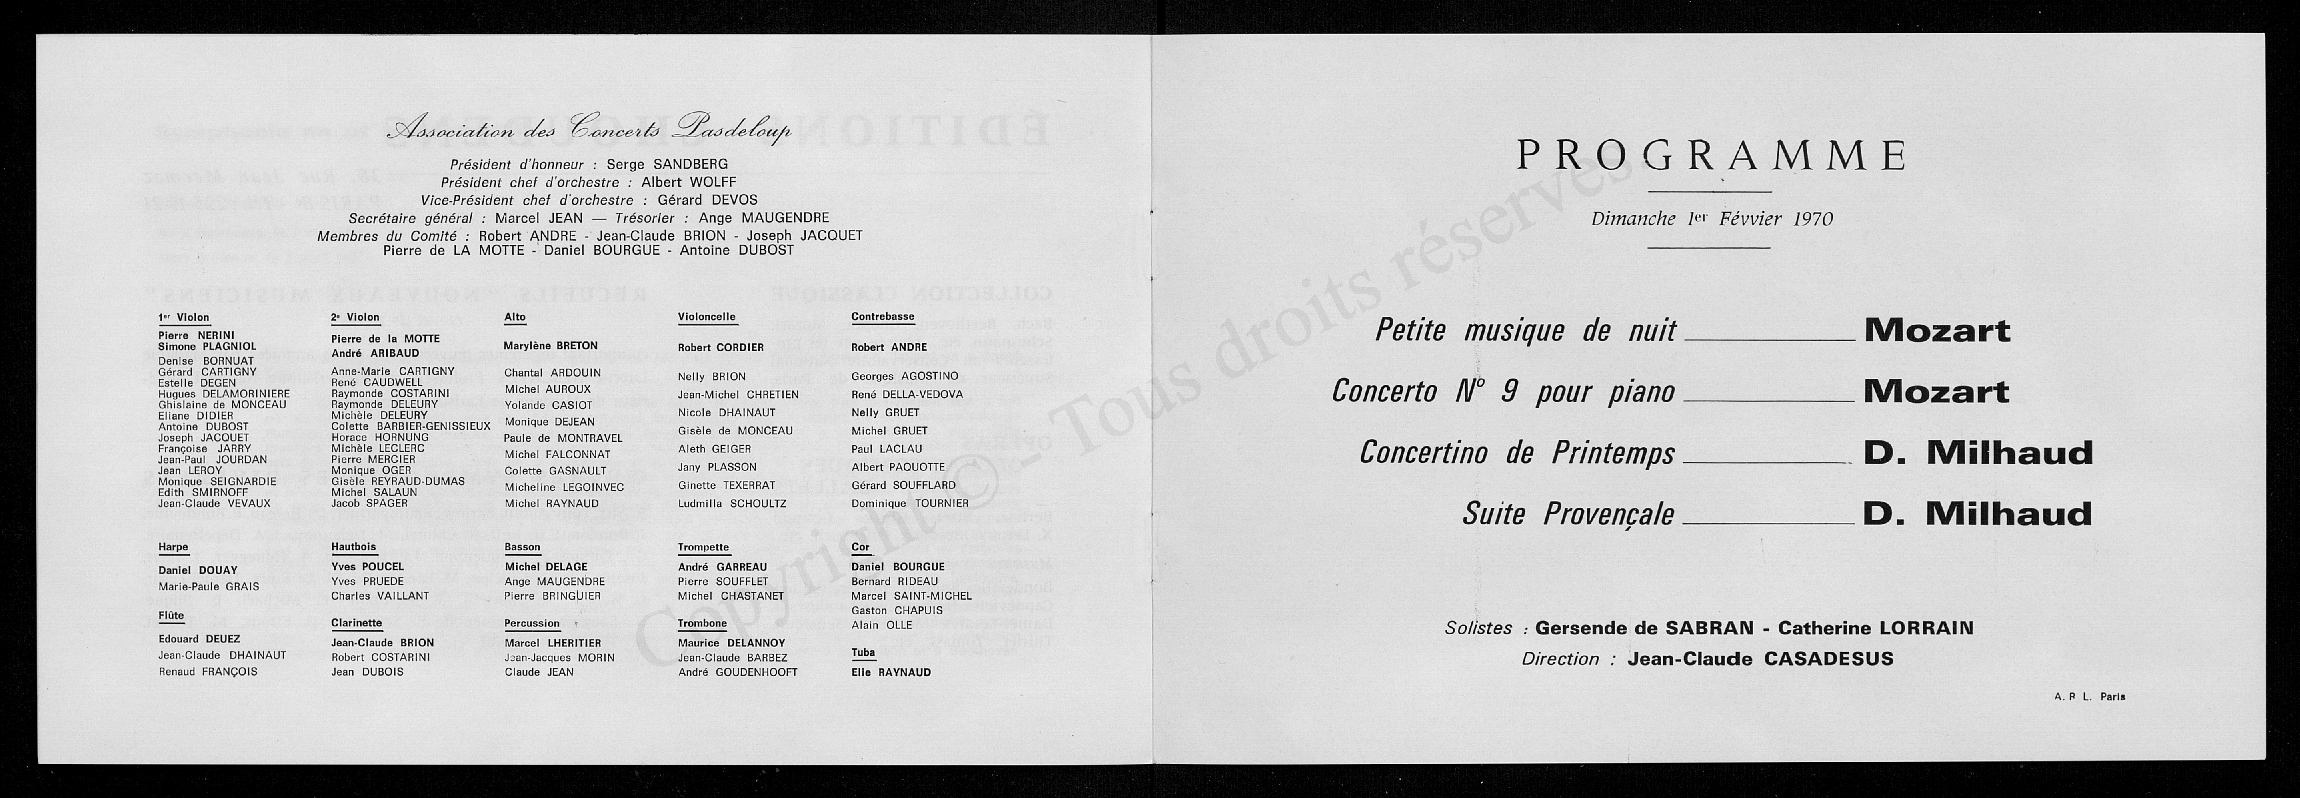 Association des Concerts Pasdeloup
Président d'honneur : Serge SANDBERG
Président chef d'orchestre : Albert WOLFF
Vice-Président chef d'orchestre : Gérard DEVOS
Secrétaire général : Marcel JEAN — Trésorier : Ange MAUGENDRE
Membres du Comité : Robert ANDRE - Jean-Claude BRION - Joseph JACQUET
Pierre de LA MOTTE - Daniel BOURGUE - Antoine DUBOST
1er Violon
Pierre NERINI
Simone PLAGNIOL
Denise BORNUAT
Gérard CARTIGNY
Estelle DEGEN
Hugues DELAMORINIERE
Ghislaine de MONCEAU
Eliane DIDIER
Antoine DUBOST
Joseph JACQUET
Françoise JARRY
Jean-Paul JOURDAN
Jean LEROY
Monique SEIGNARDIE
Edith SMIRNOFF
Jean-Claude VEVAUX
2e Violon
Pierre de la MOTTE
André ARIBAUD
Anne-Marie CARTIGNY
René CAUDWELL
Raymonde COSTARINI
Raymonde DELEURY
Michèle DELEURY
Colette BARBIER-GENISSIEUX
Horace HORNUNG
Michèle LECLERC
Pierre MERCIER
Monique OGER
Gisèle REYRAUD-DUMAS
Michel SALAUN
Jacob SPAGER
Alto
Marylène BRETON
Chantal ARDOUIN
Michel AUROUX
Yolande CASIOT
Monique DEJEAN
Paule de MONTRAVEL
Michel FALCONNAT
Colette GASNAULT
Micheline LEGOINVEC
Michel RAYNAUD
Violoncelle
Robert CORDIER
Nelly BRION
Jean-Michel CHRETIEN
Nicole DHAINAUT
Gisèle de MONCEAU
Aleth GEIGER
Jany PLASSON
Ginette TEXERRAT
Ludmilla SCHOULTZ
Contrebasse
Robert ANDRE
Georges AGOSTINO
René DELLA-VEDOVA
Nelly GRUET
Michel GRUET
Paul LACLAU
Albert PAQUOTTE
Gérard SOUFFLARD
Dominique TOURNIER
Harpe
Daniel DOUAY
Marie-Paule GRAIS
Flûte
Edouard DEUEZ
Jean-Claude DHAINAUT
Renaud FRANÇOIS
Hautbois
Yves POUCEL
Yves PRUEDE
Charles VAILLANT
Clarinette
Jean-Claude BRION
Robert COSTARINI
Jean DUBOIS
Basson
Michel DELAGE
Ange MAUGENDRE
Pierre BRINGUIER
Percussion
Marcel LHERITIER
Jean-Jacques MORIN
Claude JEAN
Trompette
André GARREAU
Pierre SOUFFLET
Michel CHASTANET
Trombone
Maurice DELANNOY
Jean-Claude BARBEZ
André GOUDENHOOFT
Cor
Daniel BOURGUE
Bernard RIDEAU
Marcel SAINT-MICHEL
Gaston CHAPUIS
Alain OLLE
Tuba
Elie RAYNAUD
PROGRAMME
Dimanche 1er Févvier 1970
Petite musique de nuit Mozart
Concerto N° 9 pour piano Mozart
Concertino de Printemps D. Milhaud
Suite Provençale D. Milhaud
Solistes : Gersende de SABRAN - Catherine LORRAIN
Direction : Jean-Claude CASADESUS
A. P. L. Paris
Copyright © - Tous droits réservés.